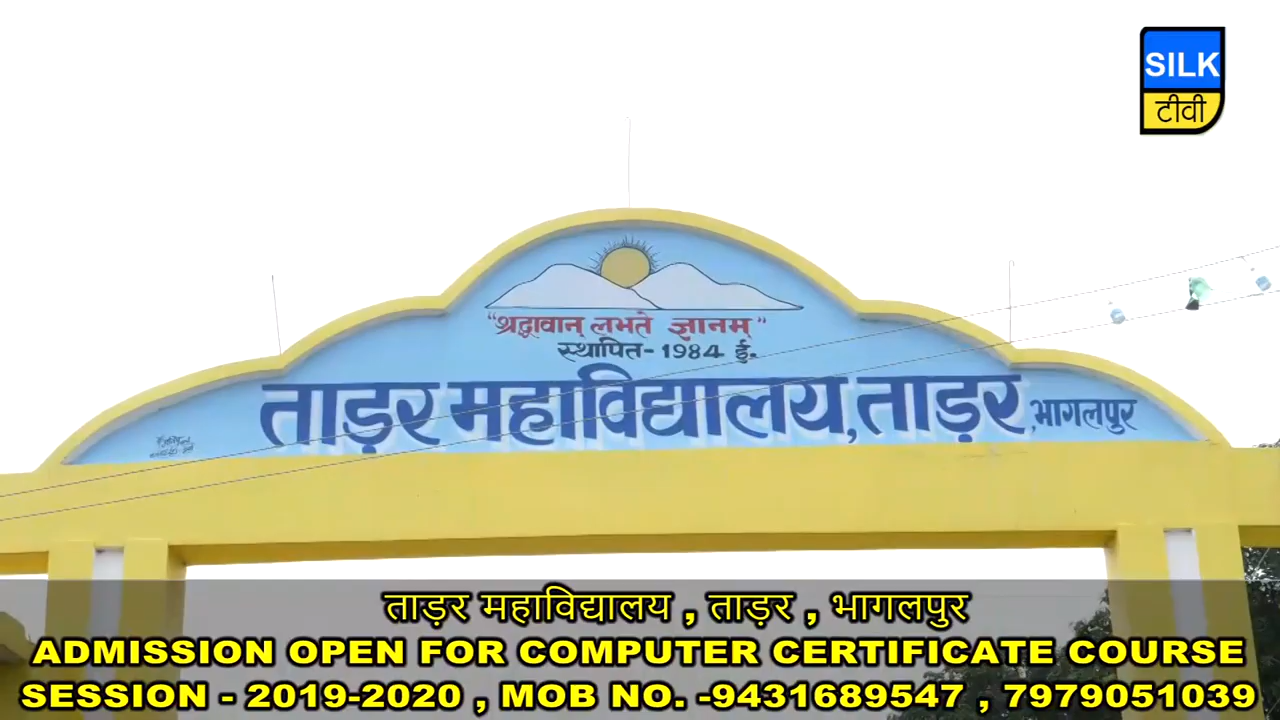 SILK
टीवी
"श्रद्धावान् लभते ज्ञानम्"
स्थापित - 1984 ई.
ताड़र महाविद्यालय, ताड़र, भागलपुर
ताड़र महाविद्यालय , ताड़र , भागलपुर
ADMISSION OPEN FOR COMPUTER CERTIFICATE COURSE
SESSION - 2019-2020 , MOB NO. -9431689547 , 7979051039